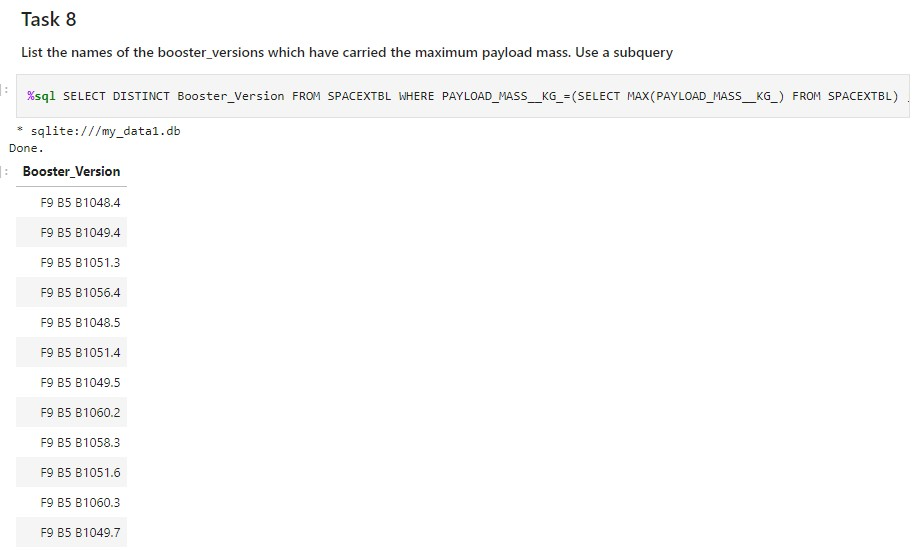 Task 8
List the names of the booster_versions which have carried the maximum payload mass. Use a subquery
]: %sql SELECT DISTINCT Booster_Version FROM SPACEXTBL WHERE PAYLOAD_MASS__KG_=(SELECT MAX(PAYLOAD_MASS__KG_) FROM SPACEXTBL)
* sqlite:///my_data1.db
Done.
]: Booster_Version
F9 B5 B1048.4
F9 B5 B1049.4
F9 B5 B1051.3
F9 B5 B1056.4
F9 B5 B1048.5
F9 B5 B1051.4
F9 B5 B1049.5
F9 B5 B1060.2
F9 B5 B1058.3
F9 B5 B1051.6
F9 B5 B1060.3
F9 B5 B1049.7